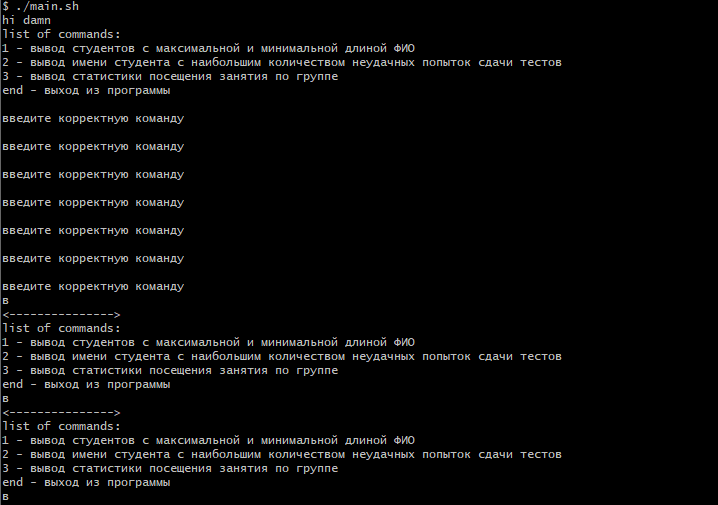 $ ./main.sh
hi damn
list of commands:
1 - вывод студентов с максимальной и минимальной длиной ФИО
2 - вывод имени студента с наибольшим количеством неудачных попыток сдачи тестов
3 - вывод статистики посещения занятия по группе
end - выход из программы
введите корректную команду
введите корректную команду
введите корректную команду
введите корректную команду
введите корректную команду
введите корректную команду
введите корректную команду
в
<--------------->
list of commands:
1 - вывод студентов с максимальной и минимальной длиной ФИО
2 - вывод имени студента с наибольшим количеством неудачных попыток сдачи тестов
3 - вывод статистики посещения занятия по группе
end - выход из программы
в
<--------------->
list of commands:
1 - вывод студентов с максимальной и минимальной длиной ФИО
2 - вывод имени студента с наибольшим количеством неудачных попыток сдачи тестов
3 - вывод статистики посещения занятия по группе
end - выход из программы
в